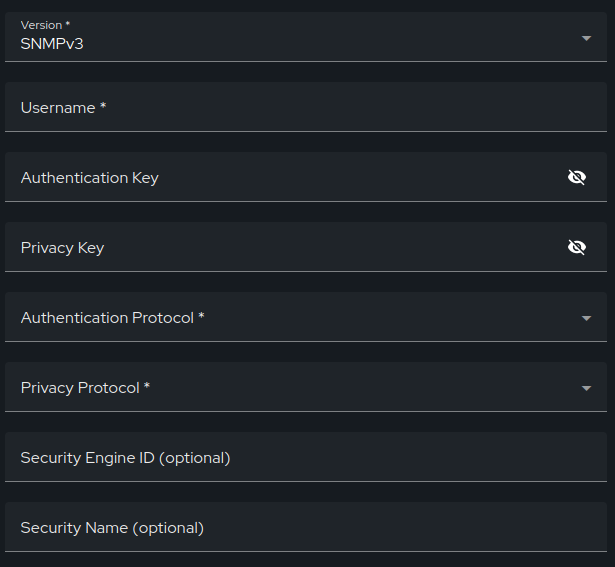 Version *
SNMPv3
Username *
Authentication Key
Privacy Key
Authentication Protocol *
Privacy Protocol *
Security Engine ID (optional)
Security Name (optional)